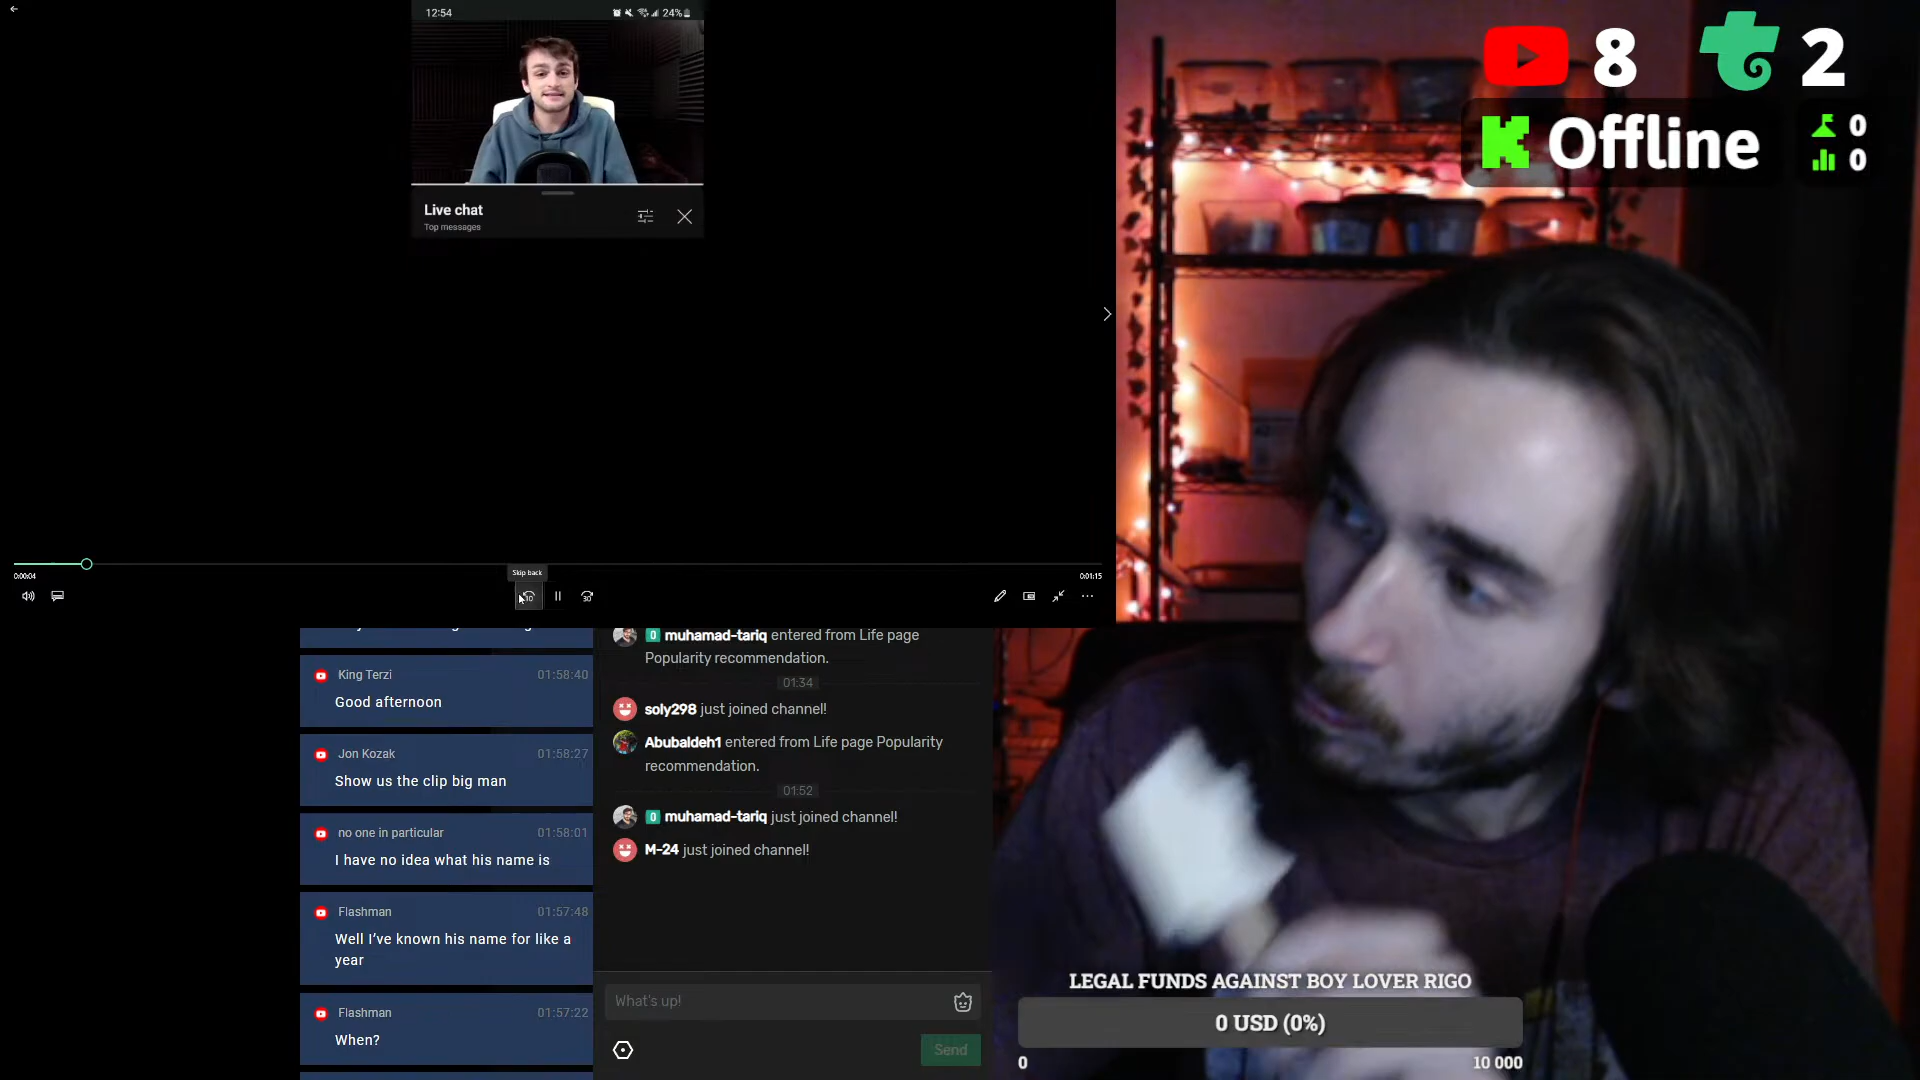 12:54
24%
8
2
Offline
0
0
Live chat
Top messages
Skip back
0:00:04
0:01:15
10
30
King Terzi 01:58:40
Good afternoon
Jon Kozak 01:58:27
Show us the clip big man
no one in particular 01:58:01
I have no idea what his name is
Flashman 01:57:48
Well I've known his name for like a
year
Flashman 01:57:22
When?
0 muhamad-tariq entered from Life page
Popularity recommendation.
01:34
soly298 just joined channel!
Abubaldeh1 entered from Life page Popularity
recommendation.
01:52
0 muhamad-tariq just joined channel!
M-24 just joined channel!
What's up!
Send
LEGAL FUNDS AGAINST BOY LOVER RIGO
0 USD (0%)
0 10 000